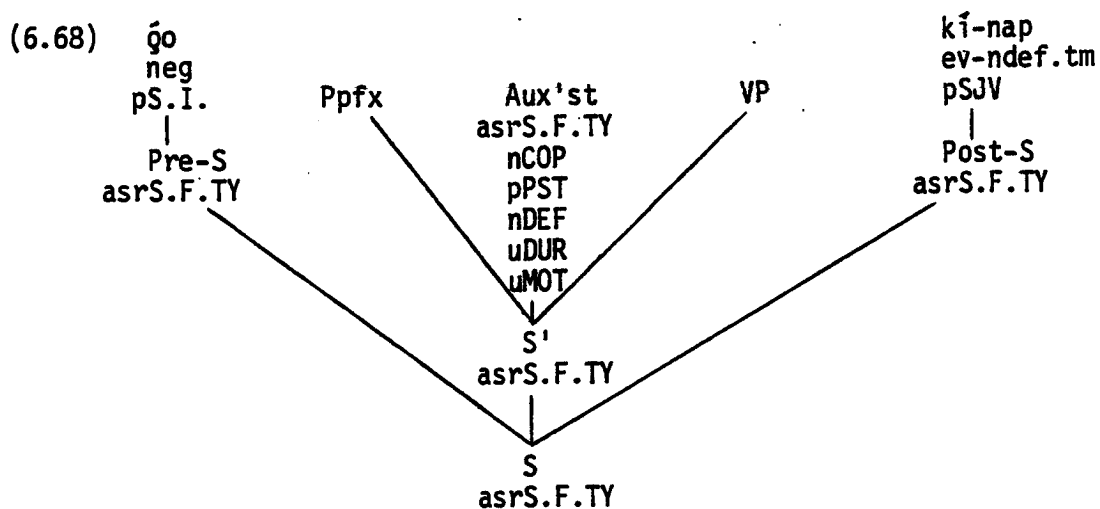 (6.68)
ǵo
neg
pS.I.
Pre-S
asrS.F.TY
Ppfx
Aux'st
asrS.F.TY
nCOP
pPST
nDEF
uDUR
uMOT
VP
kí-nap
ev-ndef.tm
pSJV
Post-S
asrS.F.TY
S'
asrS.F.TY
S
asrS.F.TY